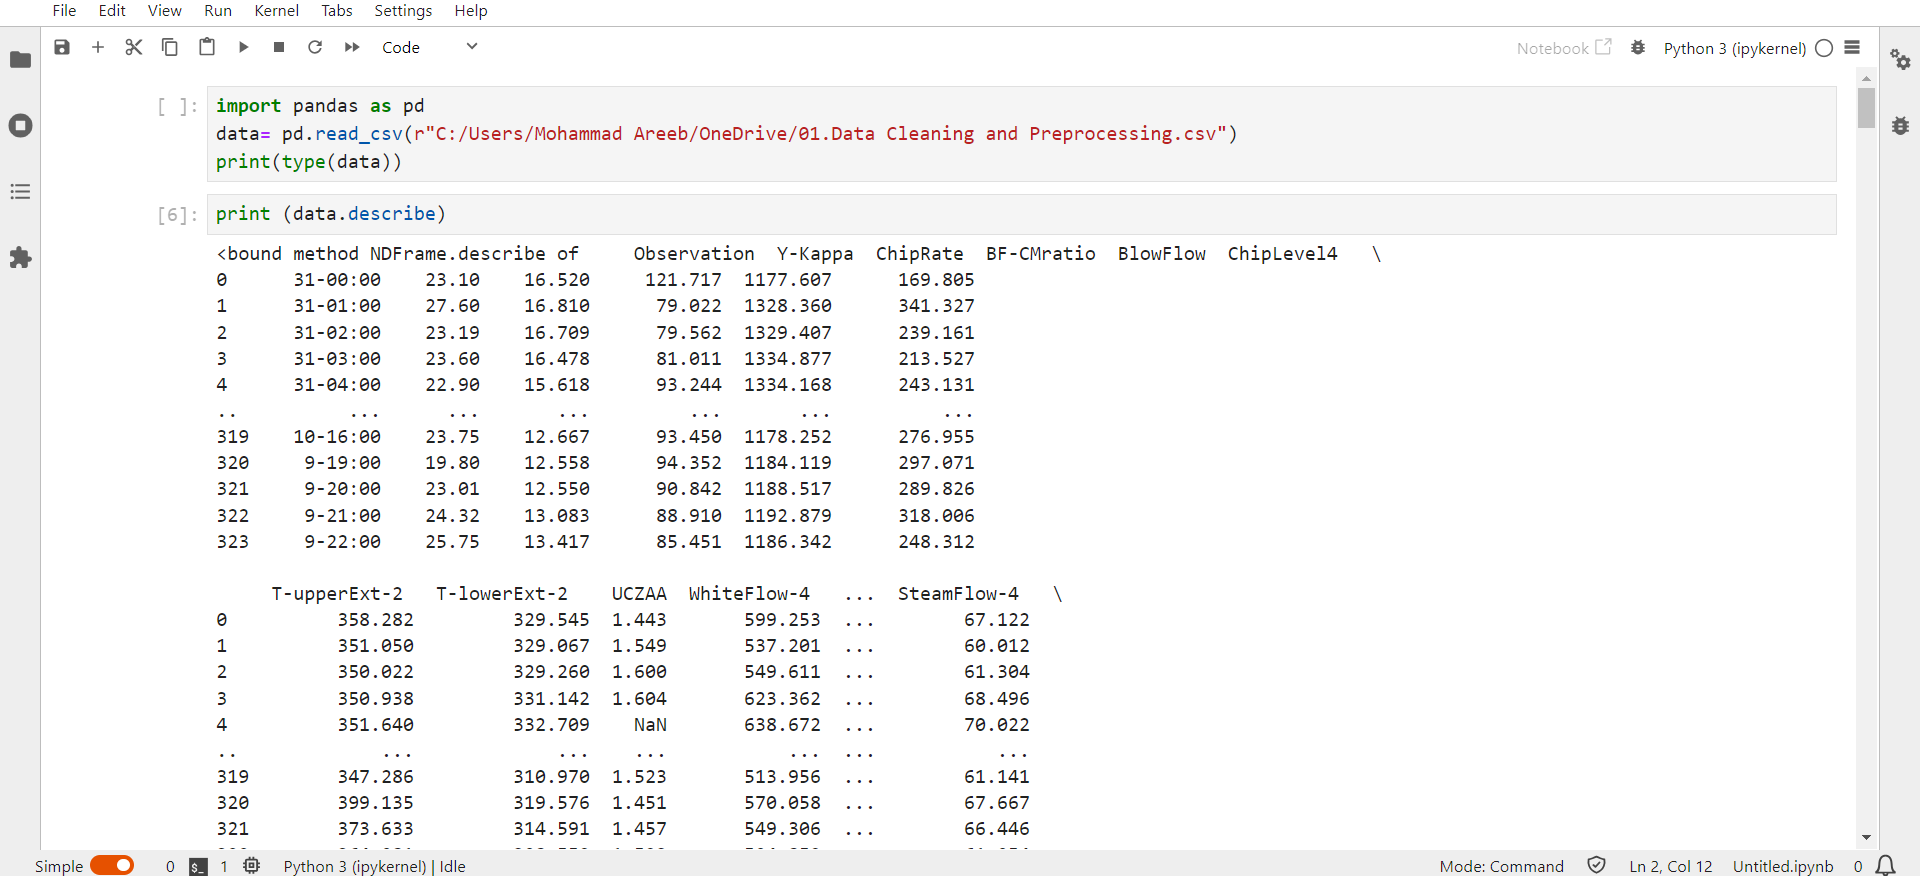 File Edit View Run Kernel Tabs Settings Help
Code
Notebook
Python 3 (ipykernel)
[ ]:
import pandas as pd
data= pd.read_csv(r"C:/Users/Mohammad Areeb/OneDrive/01.Data Cleaning and Preprocessing.csv")
print(type(data))
[6]:
print (data.describe)
<bound method NDFrame.describe of     Observation  Y-Kappa  ChipRate  BF-CMratio  BlowFlow  ChipLevel4   \
0      31-00:00    23.10    16.520     121.717  1177.607      169.805
1      31-01:00    27.60    16.810      79.022  1328.360      341.327
2      31-02:00    23.19    16.709      79.562  1329.407      239.161
3      31-03:00    23.60    16.478      81.011  1334.877      213.527
4      31-04:00    22.90    15.618      93.244  1334.168      243.131
..          ...      ...       ...         ...       ...          ...
319    10-16:00    23.75    12.667      93.450  1178.252      276.955
320     9-19:00    19.80    12.558      94.352  1184.119      297.071
321     9-20:00    23.01    12.550      90.842  1188.517      289.826
322     9-21:00    24.32    13.083      88.910  1192.879      318.006
323     9-22:00    25.75    13.417      85.451  1186.342      248.312
T-upperExt-2   T-lowerExt-2    UCZAA  WhiteFlow-4   ...  SteamFlow-4   \
0          358.282         329.545  1.443       599.253  ...        67.122
1          351.050         329.067  1.549       537.201  ...        60.012
2          350.022         329.260  1.600       549.611  ...        61.304
3          350.938         331.142  1.604       623.362  ...        68.496
4          351.640         332.709    NaN       638.672  ...        70.022
..             ...             ...    ...           ...  ...           ...
319        347.286         310.970  1.523       513.956  ...        61.141
320        399.135         319.576  1.451       570.058  ...        67.667
321        373.633         314.591  1.457       549.306  ...        66.446
Simple 0 $_ 1 Python 3 (ipykernel) | Idle
Mode: Command Ln 2, Col 12 Untitled.ipynb 0